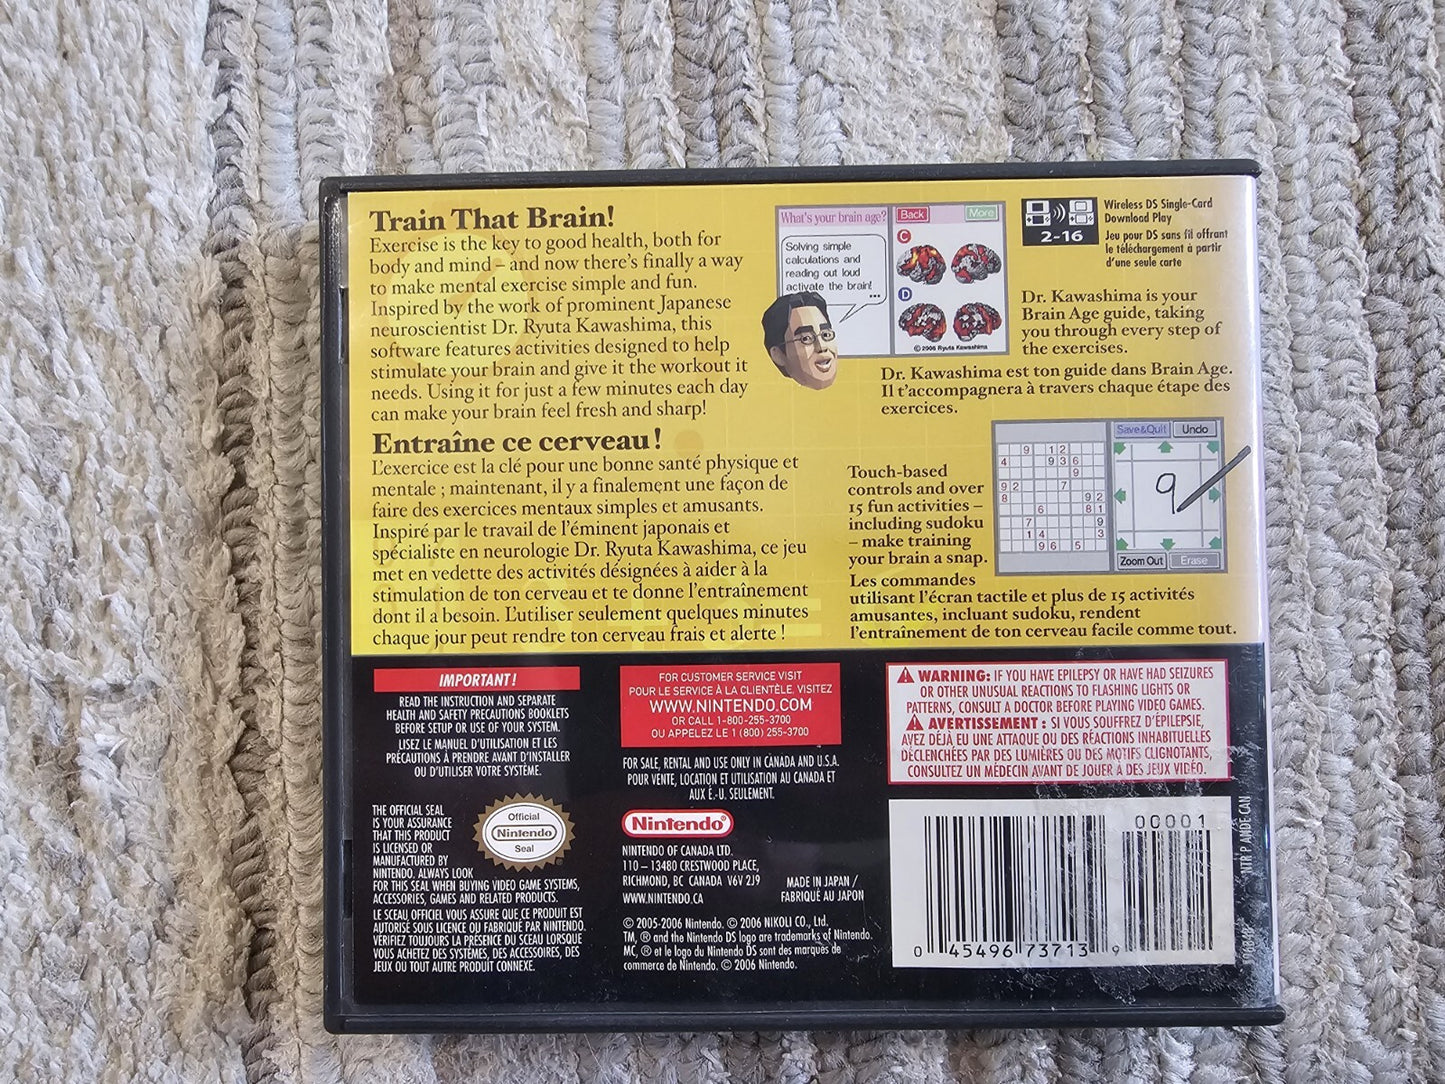 Train That Brain!
Exercise is the key to good health, both for
body and mind – and now there's finally a way
to make mental exercise simple and fun.
Inspired by the work of prominent Japanese
neuroscientist Dr. Ryuta Kawashima, this
software features activities designed to help
stimulate your brain and give it the workout it
needs. Using it for just a few minutes each day
can make your brain feel fresh and sharp!
Entraîne ce cerveau !
L'exercice est la clé pour une bonne santé physique et
mentale ; maintenant, il y a finalement une façon de
faire des exercices mentaux simples et amusants.
Inspiré par le travail de l'éminent japonais et
spécialiste en neurologie Dr. Ryuta Kawashima, ce jeu
met en vedette des activités désignées à aider à la
stimulation de ton cerveau et te donne l'entraînement
dont il a besoin. L'utiliser seulement quelques minutes
chaque jour peut rendre ton cerveau frais et alerte !
What's your brain age?
Solving simple
calculations and
reading out loud
activate the brain!
...
Back
More
C
D
© 2006 Ryuta Kawashima
2-16
Wireless DS Single-Card
Download Play
Jeu pour DS sans fil offrant
le téléchargement à partir
d'une seule carte
Dr. Kawashima is your
Brain Age guide, taking
you through every step of
the exercises.
Dr. Kawashima est ton guide dans Brain Age.
Il t'accompagnera à travers chaque étape des
exercices.
Touch-based
controls and over
15 fun activities –
including sudoku
– make training
your brain a snap.
Les commandes
utilisant l'écran tactile et plus de 15 activités
amusantes, incluant sudoku, rendent
l'entraînement de ton cerveau facile comme tout.
9 1 2
4 9 3 6
9
9 2 7
8 9 2
6 8 1
7 9
1 4 3
9 6 5
Save&Quit
Undo
9
Zoom Out
Erase
IMPORTANT!
READ THE INSTRUCTION AND SEPARATE
HEALTH AND SAFETY PRECAUTIONS BOOKLETS
BEFORE SETUP OR USE OF YOUR SYSTEM.
LISEZ LE MANUEL D'UTILISATION ET LES
PRÉCAUTIONS À PRENDRE AVANT D'INSTALLER
OU D'UTILISER VOTRE SYSTÈME.
THE OFFICIAL SEAL
IS YOUR ASSURANCE
THAT THIS PRODUCT
IS LICENSED OR
MANUFACTURED BY
NINTENDO. ALWAYS LOOK
FOR THIS SEAL WHEN BUYING VIDEO GAME SYSTEMS,
ACCESSORIES, GAMES AND RELATED PRODUCTS.
LE SCEAU OFFICIEL VOUS ASSURE QUE CE PRODUIT EST
AUTORISÉ SOUS LICENCE OU FABRIQUÉ PAR NINTENDO.
VÉRIFIEZ TOUJOURS LA PRÉSENCE DU SCEAU LORSQUE
VOUS ACHETEZ DES SYSTÈMES, DES ACCESSOIRES, DES
JEUX OU TOUT AUTRE PRODUIT CONNEXE.
Official
Nintendo
Seal
FOR CUSTOMER SERVICE VISIT
POUR LE SERVICE À LA CLIENTÈLE, VISITEZ
WWW.NINTENDO.COM
OR CALL 1-800-255-3700
OU APPELEZ LE 1 (800) 255-3700
FOR SALE, RENTAL AND USE ONLY IN CANADA AND U.S.A.
POUR VENTE, LOCATION ET UTILISATION AU CANADA ET
AUX É.-U. SEULEMENT.
Nintendo®
NINTENDO OF CANADA LTD.
110 – 13480 CRESTWOOD PLACE,
RICHMOND, BC CANADA V6V 2J9
WWW.NINTENDO.CA
MADE IN JAPAN /
FABRIQUÉ AU JAPON
© 2005-2006 Nintendo. © 2006 NIKOLI CO., Ltd.
TM, ® and the Nintendo DS logo are trademarks of Nintendo.
MC, ® et le logo du Nintendo DS sont des marques de
commerce de Nintendo. © 2006 Nintendo.
WARNING: IF YOU HAVE EPILEPSY OR HAVE HAD SEIZURES
OR OTHER UNUSUAL REACTIONS TO FLASHING LIGHTS OR
PATTERNS, CONSULT A DOCTOR BEFORE PLAYING VIDEO GAMES.
AVERTISSEMENT : SI VOUS SOUFFREZ D'ÉPILEPSIE,
AVEZ DÉJÀ EU UNE ATTAQUE OU DES RÉACTIONS INHABITUELLES
DÉCLENCHÉES PAR DES LUMIÈRES OU DES MOTIFS CLIGNOTANTS,
CONSULTEZ UN MÉDECIN AVANT DE JOUER À DES JEUX VIDÉO.
00001
0 45496 73713 9